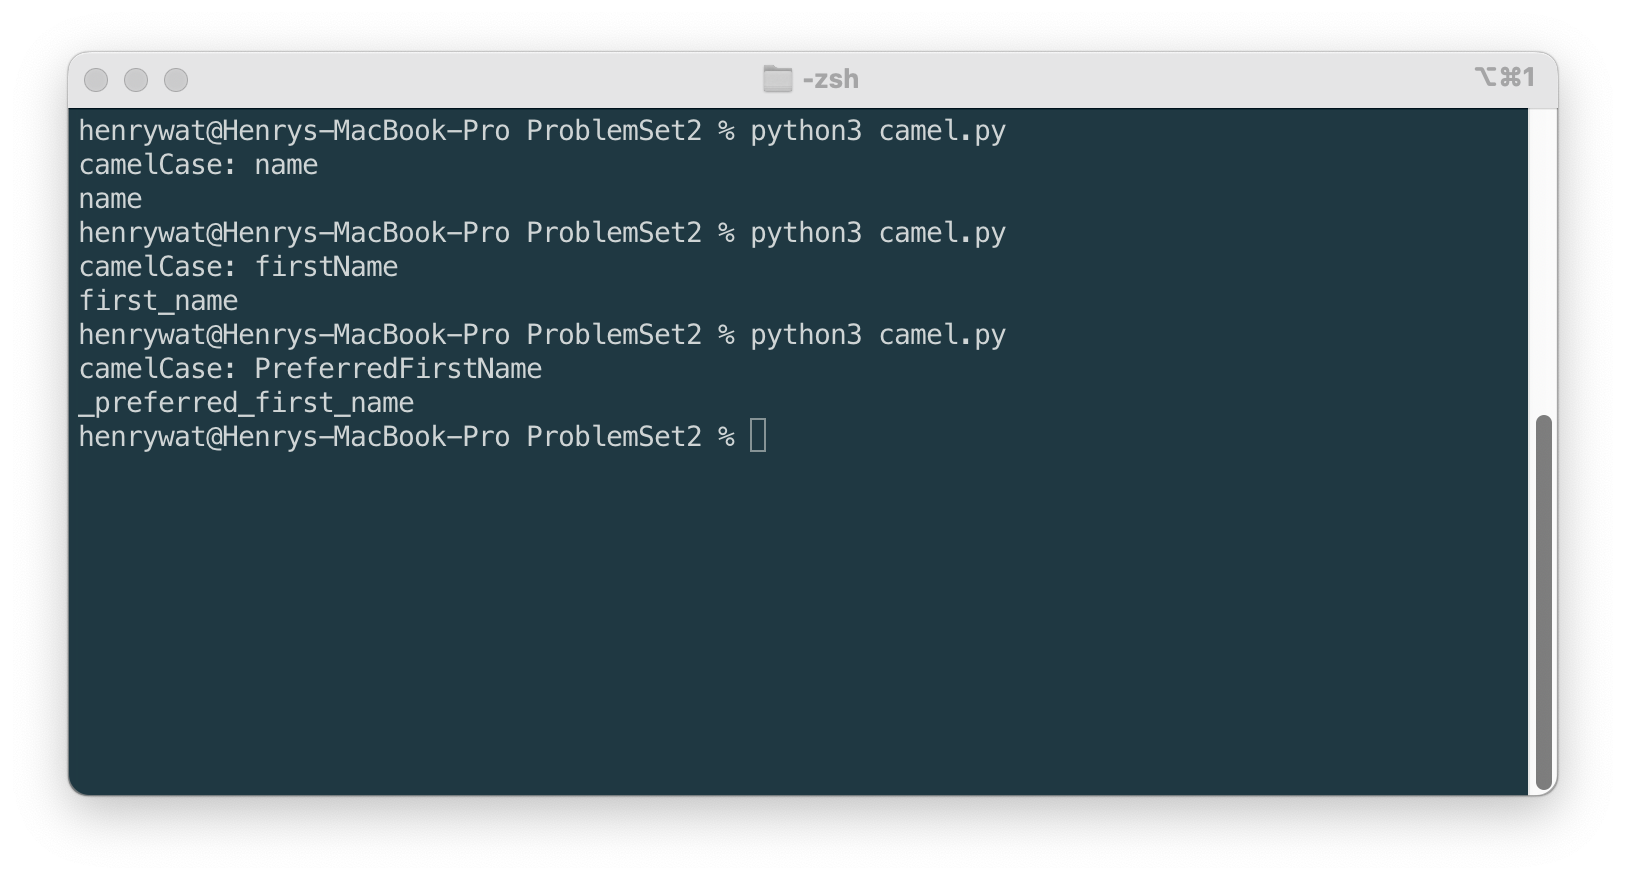 -zsh
⌥⌘1
henrywat@Henrys-MacBook-Pro ProblemSet2 % python3 camel.py
camelCase: name
name
henrywat@Henrys-MacBook-Pro ProblemSet2 % python3 camel.py
camelCase: firstName
first_name
henrywat@Henrys-MacBook-Pro ProblemSet2 % python3 camel.py
camelCase: PreferredFirstName
_preferred_first_name
henrywat@Henrys-MacBook-Pro ProblemSet2 %